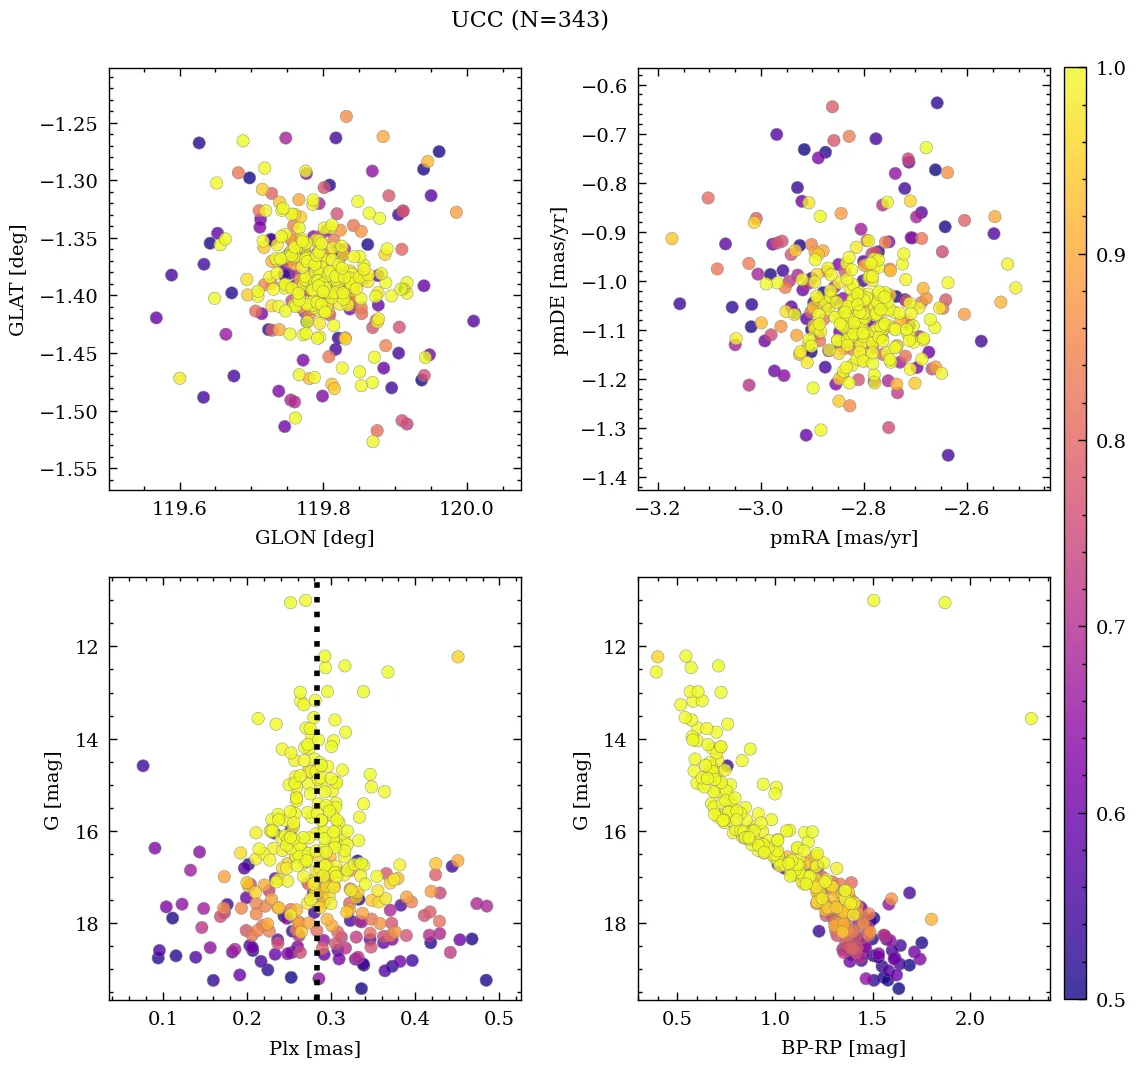 UCC (N=343)
−1.25
−1.30
−1.35
−1.40
−1.45
−1.50
−1.55
GLAT [deg]
119.6 119.8 120.0
GLON [deg]
−0.6
−0.7
−0.8
−0.9
−1.0
−1.1
−1.2
−1.3
−1.4
pmDE [mas/yr]
−3.2 −3.0 −2.8 −2.6
pmRA [mas/yr]
12
14
16
18
G [mag]
0.1 0.2 0.3 0.4 0.5
Plx [mas]
12
14
16
18
G [mag]
0.5 1.0 1.5 2.0
BP-RP [mag]
1.0
0.9
0.8
0.7
0.6
0.5